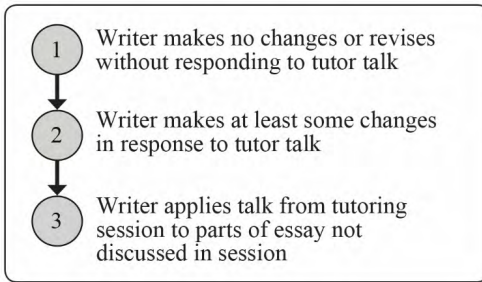 1 Writer makes no changes or revises
without responding to tutor talk
2 Writer makes at least some changes
in response to tutor talk
3 Writer applies talk from tutoring
session to parts of essay not
discussed in session